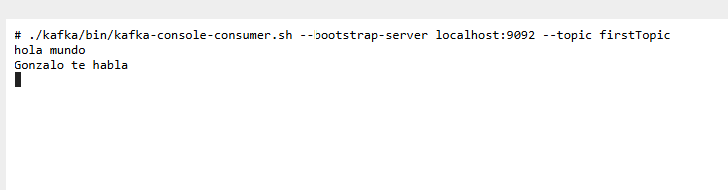 # ./kafka/bin/kafka-console-consumer.sh --bootstrap-server localhost:9092 --topic firstTopic
hola mundo
Gonzalo te habla